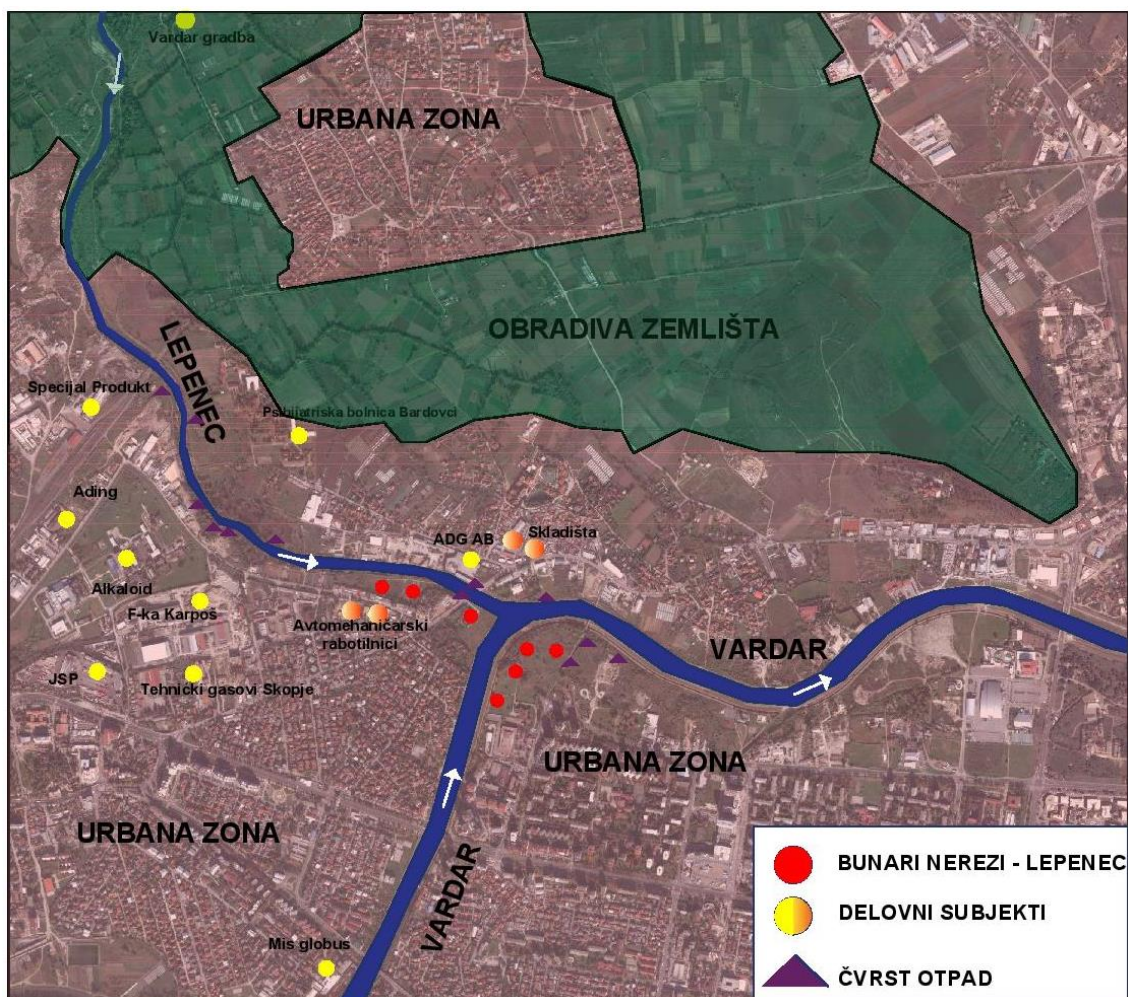 Vardar gradba
URBANA ZONA
OBRADIVA ZEMLIŠTA
LEPENEC
Specijal Produkt
Psihijatriska bolnica Bardovci
Ading
ADG AB
Skladišta
Alkaloid
F-ka Karpoš
Avtomehaničarski
rabotilnici
VARDAR
JSP
Tehnički gasovi Skopje
URBANA ZONA
URBANA ZONA
VARDAR
Mis globus
BUNARI NEREZI - LEPENEC
DELOVNI SUBJEKTI
ČVRST OTPAD